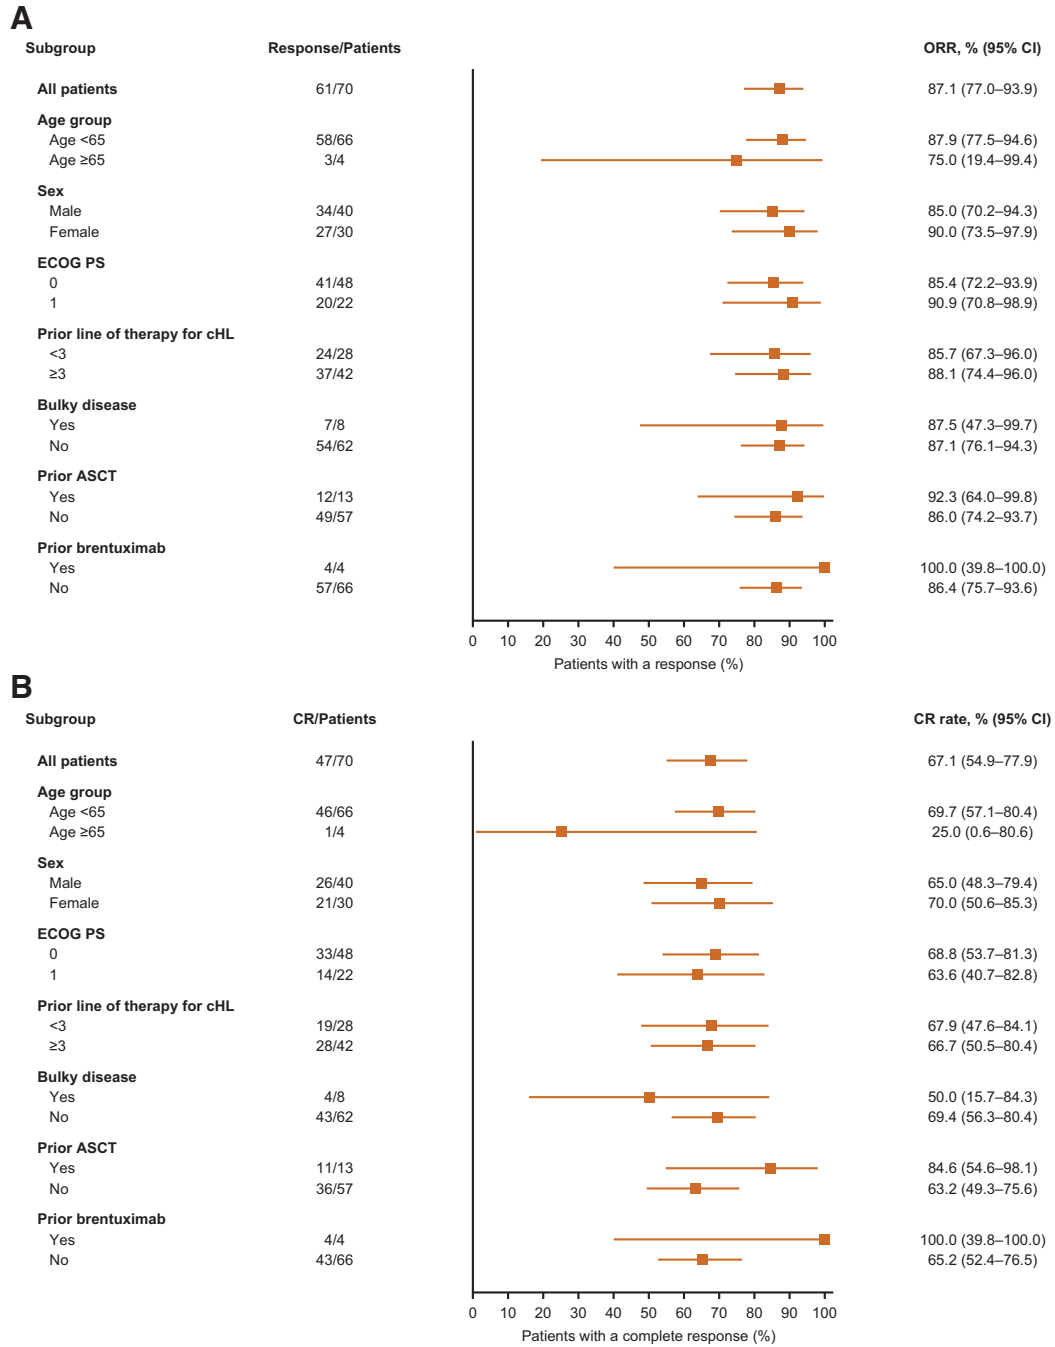 A
Subgroup Response/Patients ORR, % (95% CI)
All patients 61/70 87.1 (77.0–93.9)
Age group
Age <65 58/66 87.9 (77.5–94.6)
Age ≥65 3/4 75.0 (19.4–99.4)
Sex
Male 34/40 85.0 (70.2–94.3)
Female 27/30 90.0 (73.5–97.9)
ECOG PS
0 41/48 85.4 (72.2–93.9)
1 20/22 90.9 (70.8–98.9)
Prior line of therapy for cHL
<3 24/28 85.7 (67.3–96.0)
≥3 37/42 88.1 (74.4–96.0)
Bulky disease
Yes 7/8 87.5 (47.3–99.7)
No 54/62 87.1 (76.1–94.3)
Prior ASCT
Yes 12/13 92.3 (64.0–99.8)
No 49/57 86.0 (74.2–93.7)
Prior brentuximab
Yes 4/4 100.0 (39.8–100.0)
No 57/66 86.4 (75.7–93.6)
0 10 20 30 40 50 60 70 80 90 100
Patients with a response (%)
B
Subgroup CR/Patients CR rate, % (95% CI)
All patients 47/70 67.1 (54.9–77.9)
Age group
Age <65 46/66 69.7 (57.1–80.4)
Age ≥65 1/4 25.0 (0.6–80.6)
Sex
Male 26/40 65.0 (48.3–79.4)
Female 21/30 70.0 (50.6–85.3)
ECOG PS
0 33/48 68.8 (53.7–81.3)
1 14/22 63.6 (40.7–82.8)
Prior line of therapy for cHL
<3 19/28 67.9 (47.6–84.1)
≥3 28/42 66.7 (50.5–80.4)
Bulky disease
Yes 4/8 50.0 (15.7–84.3)
No 43/62 69.4 (56.3–80.4)
Prior ASCT
Yes 11/13 84.6 (54.6–98.1)
No 36/57 63.2 (49.3–75.6)
Prior brentuximab
Yes 4/4 100.0 (39.8–100.0)
No 43/66 65.2 (52.4–76.5)
0 10 20 30 40 50 60 70 80 90 100
Patients with a complete response (%)